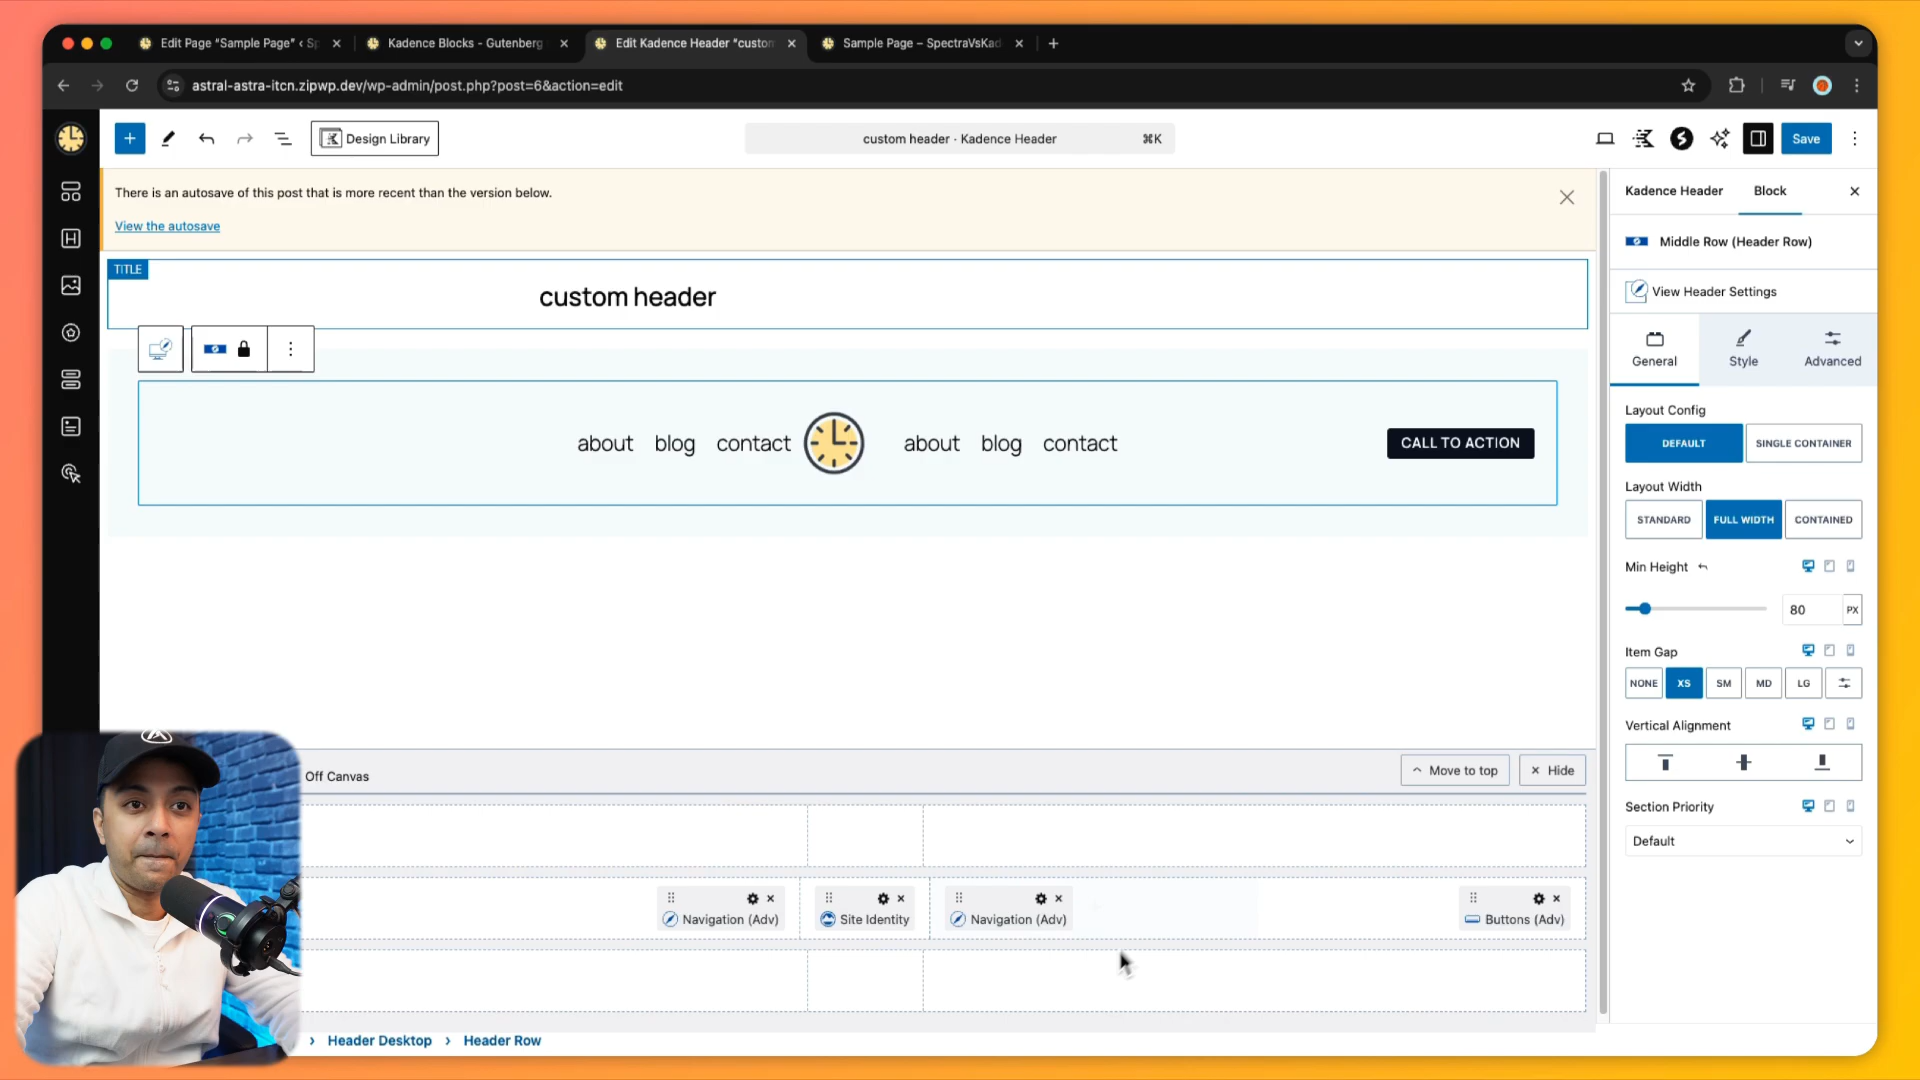 Edit Page “Sample Page” ‹ Sp
Kadence Blocks - Gutenberg
Edit Kadence Header “custom
Sample Page – SpectraVsKad
astral-astra-itcn.zipwp.dev/wp-admin/post.php?post=6&action=edit
Design Library
custom header · Kadence Header
⌘K
Save
There is an autosave of this post that is more recent than the version below.
View the autosave
Kadence Header
Block
Middle Row (Header Row)
View Header Settings
General
Style
Advanced
TITLE
custom header
about
blog
contact
about
blog
contact
CALL TO ACTION
Layout Config
DEFAULT
SINGLE CONTAINER
Layout Width
STANDARD
FULL WIDTH
CONTAINED
Min Height
80
PX
Item Gap
NONE
XS
SM
MD
LG
Vertical Alignment
Section Priority
Default
Off Canvas
Move to top
Hide
Navigation (Adv)
Site Identity
Navigation (Adv)
Buttons (Adv)
Header Desktop
Header Row